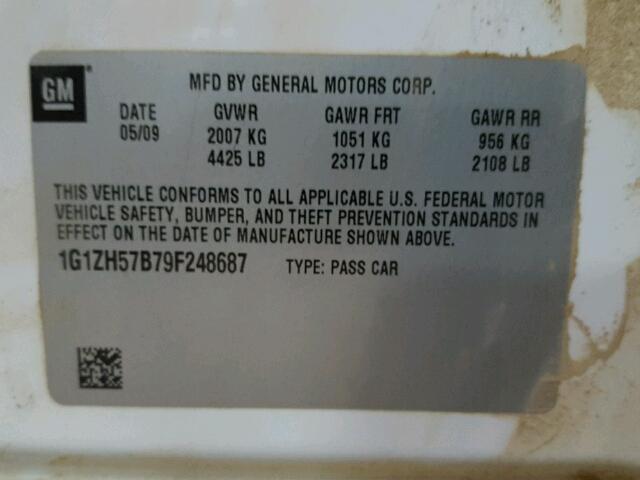 GM
MFD BY GENERAL MOTORS CORP.
DATE GVWR GAWR FRT GAWR RR
05/09 2007 KG 1051 KG 956 KG
4425 LB 2317 LB 2108 LB
THIS VEHICLE CONFORMS TO ALL APPLICABLE U.S. FEDERAL MOTOR
VEHICLE SAFETY, BUMPER, AND THEFT PREVENTION STANDARDS IN
EFFECT ON THE DATE OF MANUFACTURE SHOWN ABOVE.
1G1ZH57B79F248687 TYPE: PASS CAR